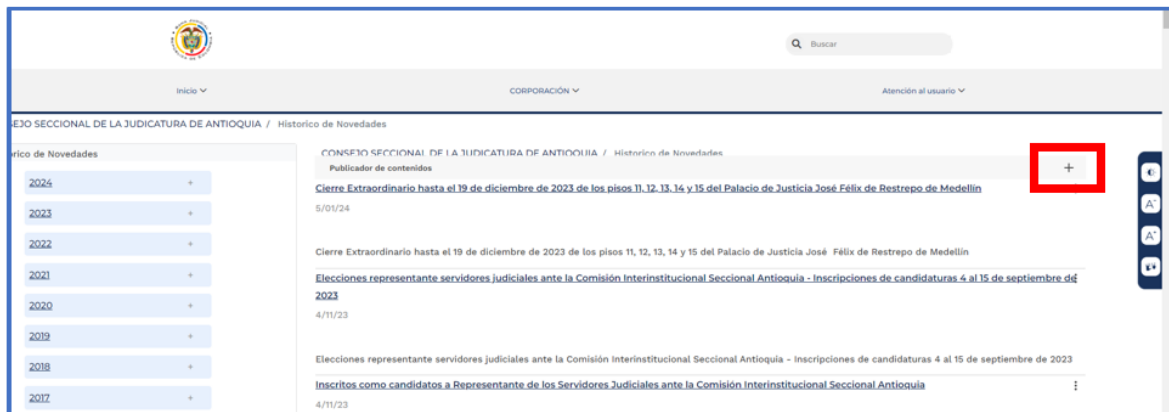 Buscar
Inicio
CORPORACIÓN
Atención al usuario
EJO SECCIONAL DE LA JUDICATURA DE ANTIOQUIA / Historico de Novedades
rico de Novedades
2024 +
2023 +
2022 +
2021 +
2020 +
2019 +
2018 +
2017 +
CONSEJO SECCIONAL DE LA JUDICATURA DE ANTIOQUIA / Historico de Novedades
Publicador de contenidos +
Cierre Extraordinario hasta el 19 de diciembre de 2023 de los pisos 11, 12, 13, 14 y 15 del Palacio de Justicia José Félix de Restrepo de Medellín
5/01/24
Cierre Extraordinario hasta el 19 de diciembre de 2023 de los pisos 11, 12, 13, 14 y 15 del Palacio de Justicia José Félix de Restrepo de Medellín
Elecciones representante servidores judiciales ante la Comisión Interinstitucional Seccional Antioquia - Inscripciones de candidaturas 4 al 15 de septiembre de
2023
4/11/23
Elecciones representante servidores judiciales ante la Comisión Interinstitucional Seccional Antioquia - Inscripciones de candidaturas 4 al 15 de septiembre de 2023
Inscritos como candidatos a Representante de los Servidores Judiciales ante la Comisión Interinstitucional Seccional Antioquia
4/11/23
A-
A+